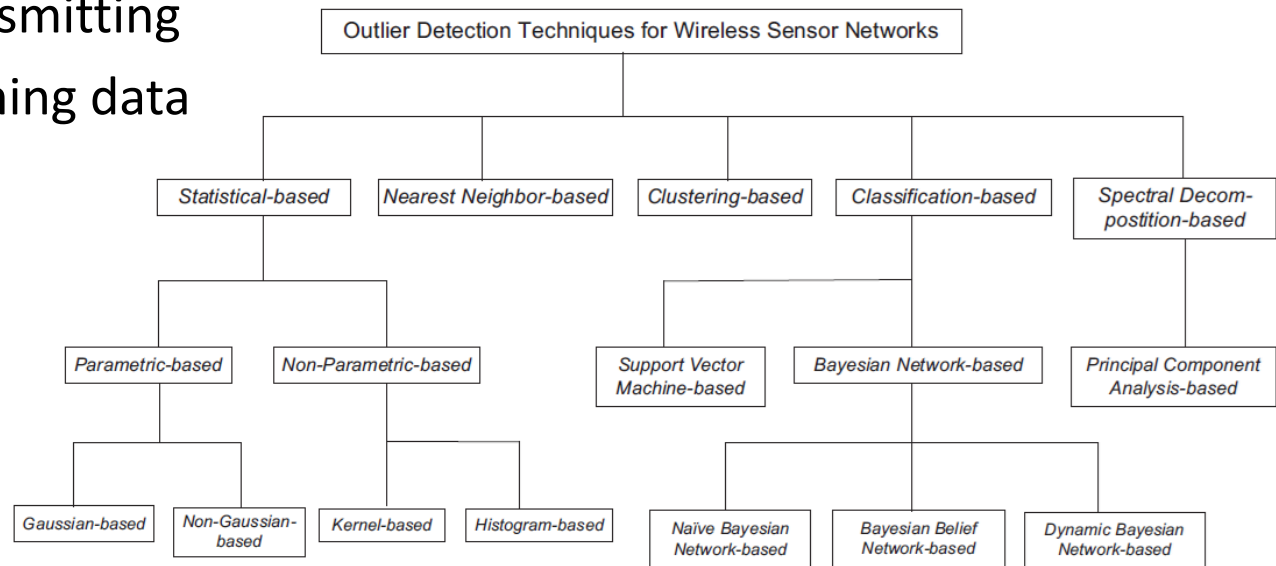 smitting
ning data
Outlier Detection Techniques for Wireless Sensor Networks
Statistical-based
Nearest Neighbor-based
Clustering-based
Classification-based
Spectral Decom-
postition-based
Parametric-based
Non-Parametric-based
Support Vector
Machine-based
Bayesian Network-based
Principal Component
Analysis-based
Gaussian-based
Non-Gaussian-
based
Kernel-based
Histogram-based
Naïve Bayesian
Network-based
Bayesian Belief
Network-based
Dynamic Bayesian
Network-based